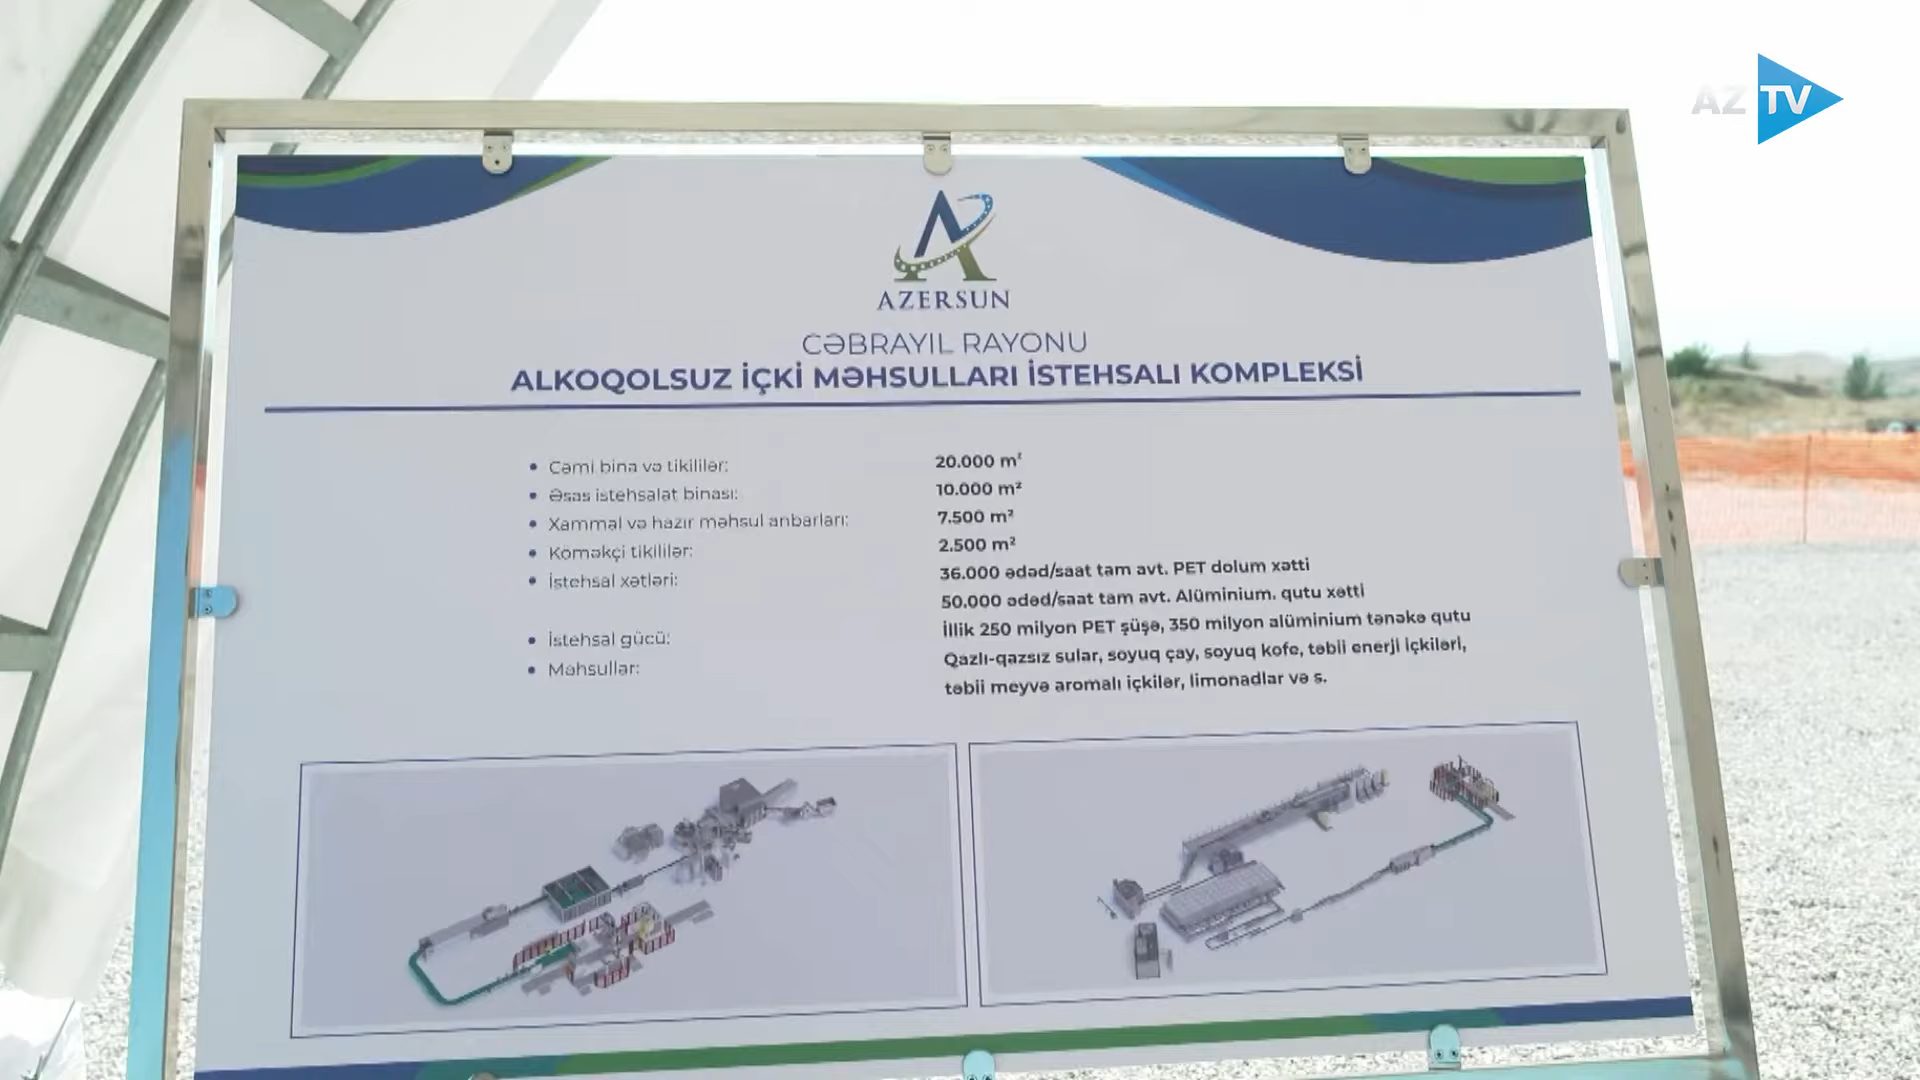 AZTV
AZERSUN
CƏBRAYIL RAYONU
ALKOQOLSUZ İÇKİ MƏHSULLARI İSTEHSALI KOMPLEKSİ
• Cəmi bina və tikililər: 20.000 m²
• Əsas istehsalat binası: 10.000 m²
• Xammal və hazır məhsul anbarları: 7.500 m²
• Köməkçi tikililər: 2.500 m²
• İstehsal xətləri: 36.000 ədəd/saat tam avt. PET dolum xətti
50.000 ədəd/saat tam avt. Alüminium. qutu xətti
• İstehsal gücü: İllik 250 milyon PET şüşə, 350 milyon alüminium tənəkə qutu
• Məhsullar: Qazlı-qazsız sular, soyuq çay, soyuq kofe, təbii enerji içkiləri,
təbii meyvə aromalı içkilər, limonadlar və s.